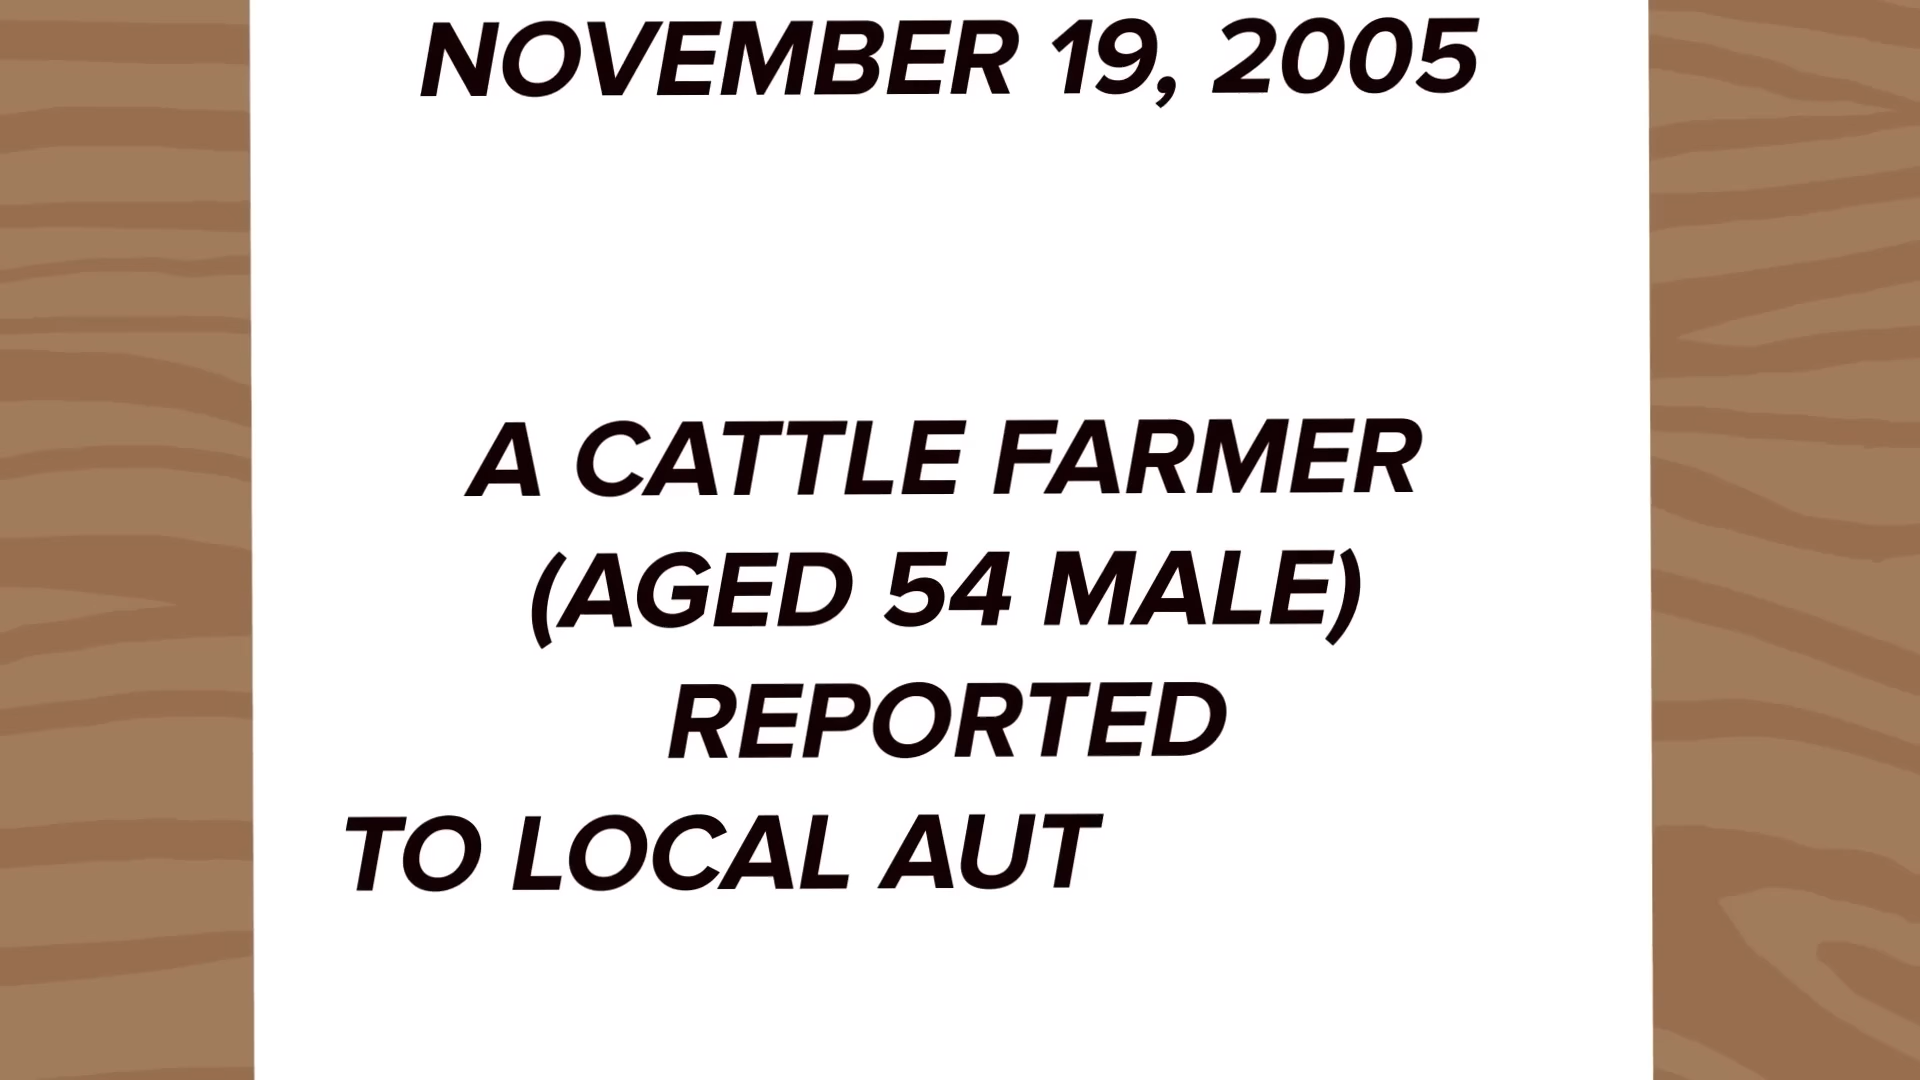 NOVEMBER 19, 2005
A CATTLE FARMER
(AGED 54 MALE)
REPORTED
TO LOCAL AUT